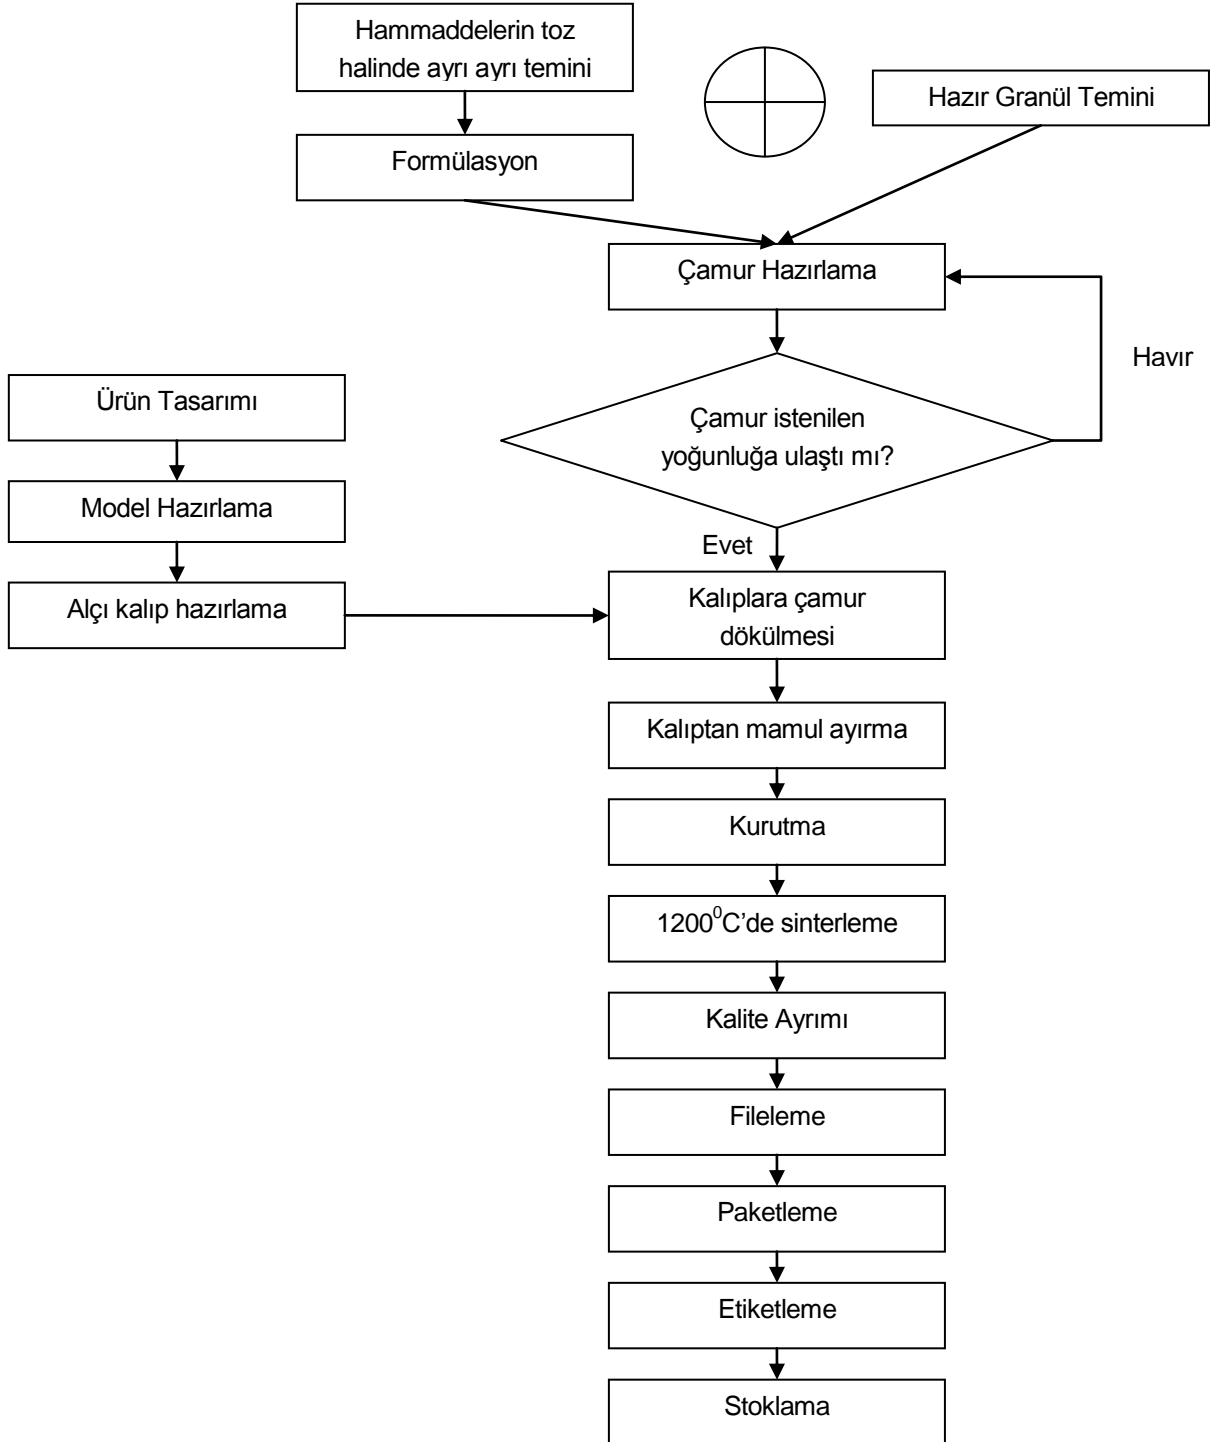 Hammaddelerin toz
halinde ayrı ayrı temini
Hazır Granül Temini
Formülasyon
Çamur Hazırlama
Havır
Ürün Tasarımı
Çamur istenilen
yoğunluğa ulaştı mı?
Model Hazırlama
Evet
Alçı kalıp hazırlama
Kalıplara çamur
dökülmesi
Kalıptan mamul ayırma
Kurutma
1200⁰C’de sinterleme
Kalite Ayrımı
Fileleme
Paketleme
Etiketleme
Stoklama